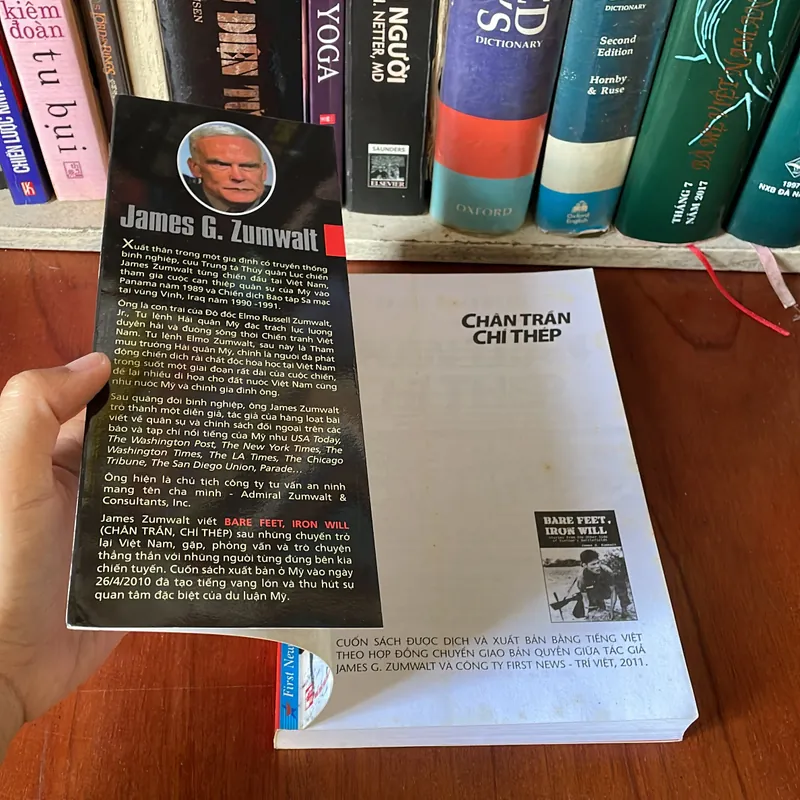 kiếm
đoàn
tu bụi
CHIẾN LƯỢC
YOGA
NGƯỜI
NETTER, MD
SAUNDERS
ELSEVIER
DICTIONARY
OXFORD
DICTIONARY
Second
Edition
Hornby
& Ruse
Oxford
English
THÁNG 7
NĂM 2017
1997
James G. Zumwalt
Xuất thân trong một gia đình có truyền thống
binh nghiệp, cựu Trung tá Thủy quân Lục chiến
James Zumwalt từng chiến đấu tại Việt Nam,
tham gia cuộc can thiệp quân sự của Mỹ vào
Panama năm 1989 và Chiến dịch Bão táp Sa mạc
tại vùng Vịnh, Iraq năm 1990 -1991.
Ông là con trai của Đô đốc Elmo Russell Zumwalt,
Jr., Tư lệnh Hải quân Mỹ đặc trách lực lượng
duyên hải và đường sông thời Chiến tranh Việt
Nam. Tư lệnh Elmo Zumwalt, sau này là Tham
mưu trưởng Hải quân Mỹ, chính là người đã phát
động chiến dịch rải chất độc hóa học tại Việt Nam
trong suốt một giai đoạn rất dài của cuộc chiến,
để lại nhiều di họa cho đất nước Việt Nam cũng
như nước Mỹ và chính gia đình ông.
Sau quãng đời binh nghiệp, ông James Zumwalt
trở thành một diễn giả, tác giả của hàng loạt bài
viết về quân sự và chính sách đối ngoại trên các
báo và tạp chí nổi tiếng của Mỹ như USA Today,
The Washington Post, The New York Times, The
Washington Times, The LA Times, The Chicago
Tribune, The San Diego Union, Parade...
Ông hiện là chủ tịch công ty tư vấn an ninh
mang tên cha mình - Admiral Zumwalt &
Consultants, Inc.
James Zumwalt viết BARE FEET, IRON WILL
(CHÂN TRẦN, CHÍ THÉP) sau những chuyến trở
lại Việt Nam, gặp, phỏng vấn và trò chuyện
thẳng thắn với những người từng đứng bên kia
chiến tuyến. Cuốn sách xuất bản ở Mỹ vào ngày
26/4/2010 đã tạo tiếng vang lớn và thu hút sự
quan tâm đặc biệt của dư luận Mỹ.
CHÂN TRẦN
CHÍ THÉP
BARE FEET,
IRON WILL
James G. Zumwalt
CUỐN SÁCH ĐƯỢC DỊCH VÀ XUẤT BẢN BẰNG TIẾNG VIỆT
THEO HỢP ĐỒNG CHUYỂN GIAO BẢN QUYỀN GIỮA TÁC GIẢ
JAMES G. ZUMWALT VÀ CÔNG TY FIRST NEWS - TRÍ VIỆT, 2011.
First New